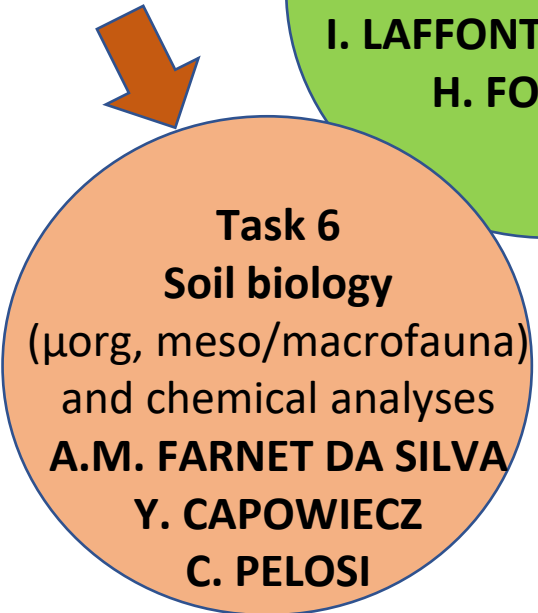 I. LAFFONT
H. FO
Task 6
Soil biology
(µorg, meso/macrofauna)
and chemical analyses
A.M. FARNET DA SILVA
Y. CAPOWIECZ
C. PELOSI